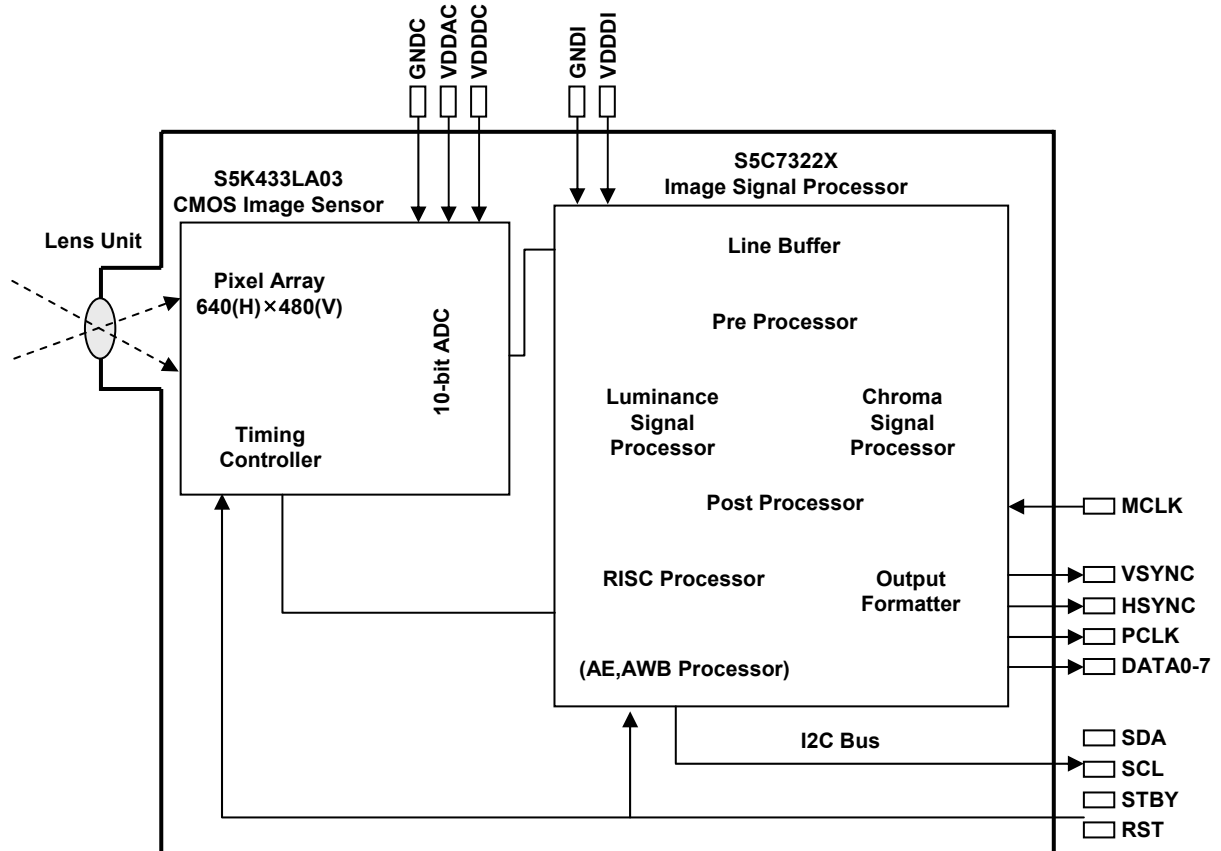 GNDC
VDDAC
VDDDC
GNDI
VDDDI
S5K433LA03
CMOS Image Sensor
S5C7322X
Image Signal Processor
Lens Unit
Pixel Array
640(H)×480(V)
10-bit ADC
Timing
Controller
Line Buffer
Pre Processor
Luminance
Signal
Processor
Chroma
Signal
Processor
Post Processor
RISC Processor
Output
Formatter
(AE,AWB Processor)
I2C Bus
MCLK
VSYNC
HSYNC
PCLK
DATA0-7
SDA
SCL
STBY
RST